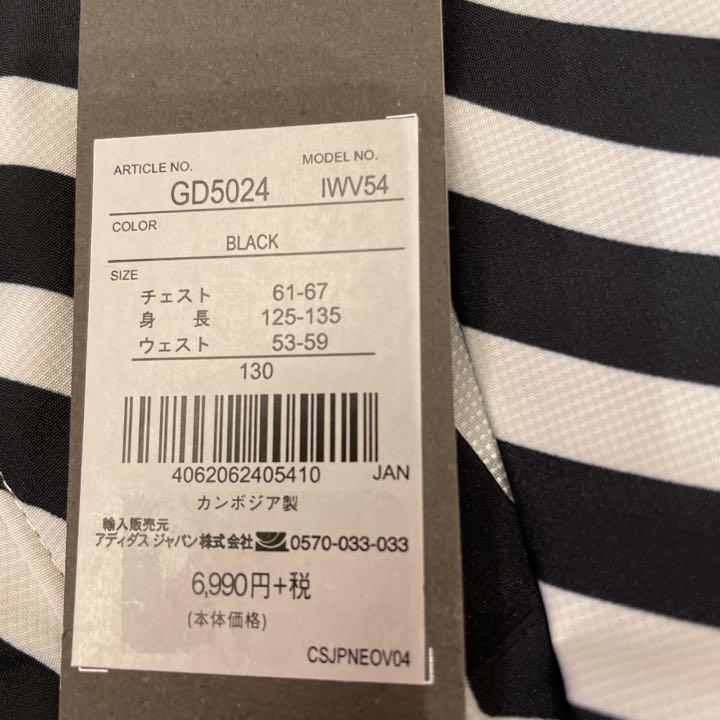 ARTICLE NO. MODEL NO.
GD5024 IWV54
COLOR
BLACK
SIZE
チェスト 61-67
身 長 125-135
ウェスト 53-59
130
4062062405410 JAN
カンボジア製
輸入販売元
アディダス ジャパン株式会社 0570-033-033
6,990円+税
(本体価格)
CSJPNEOV04